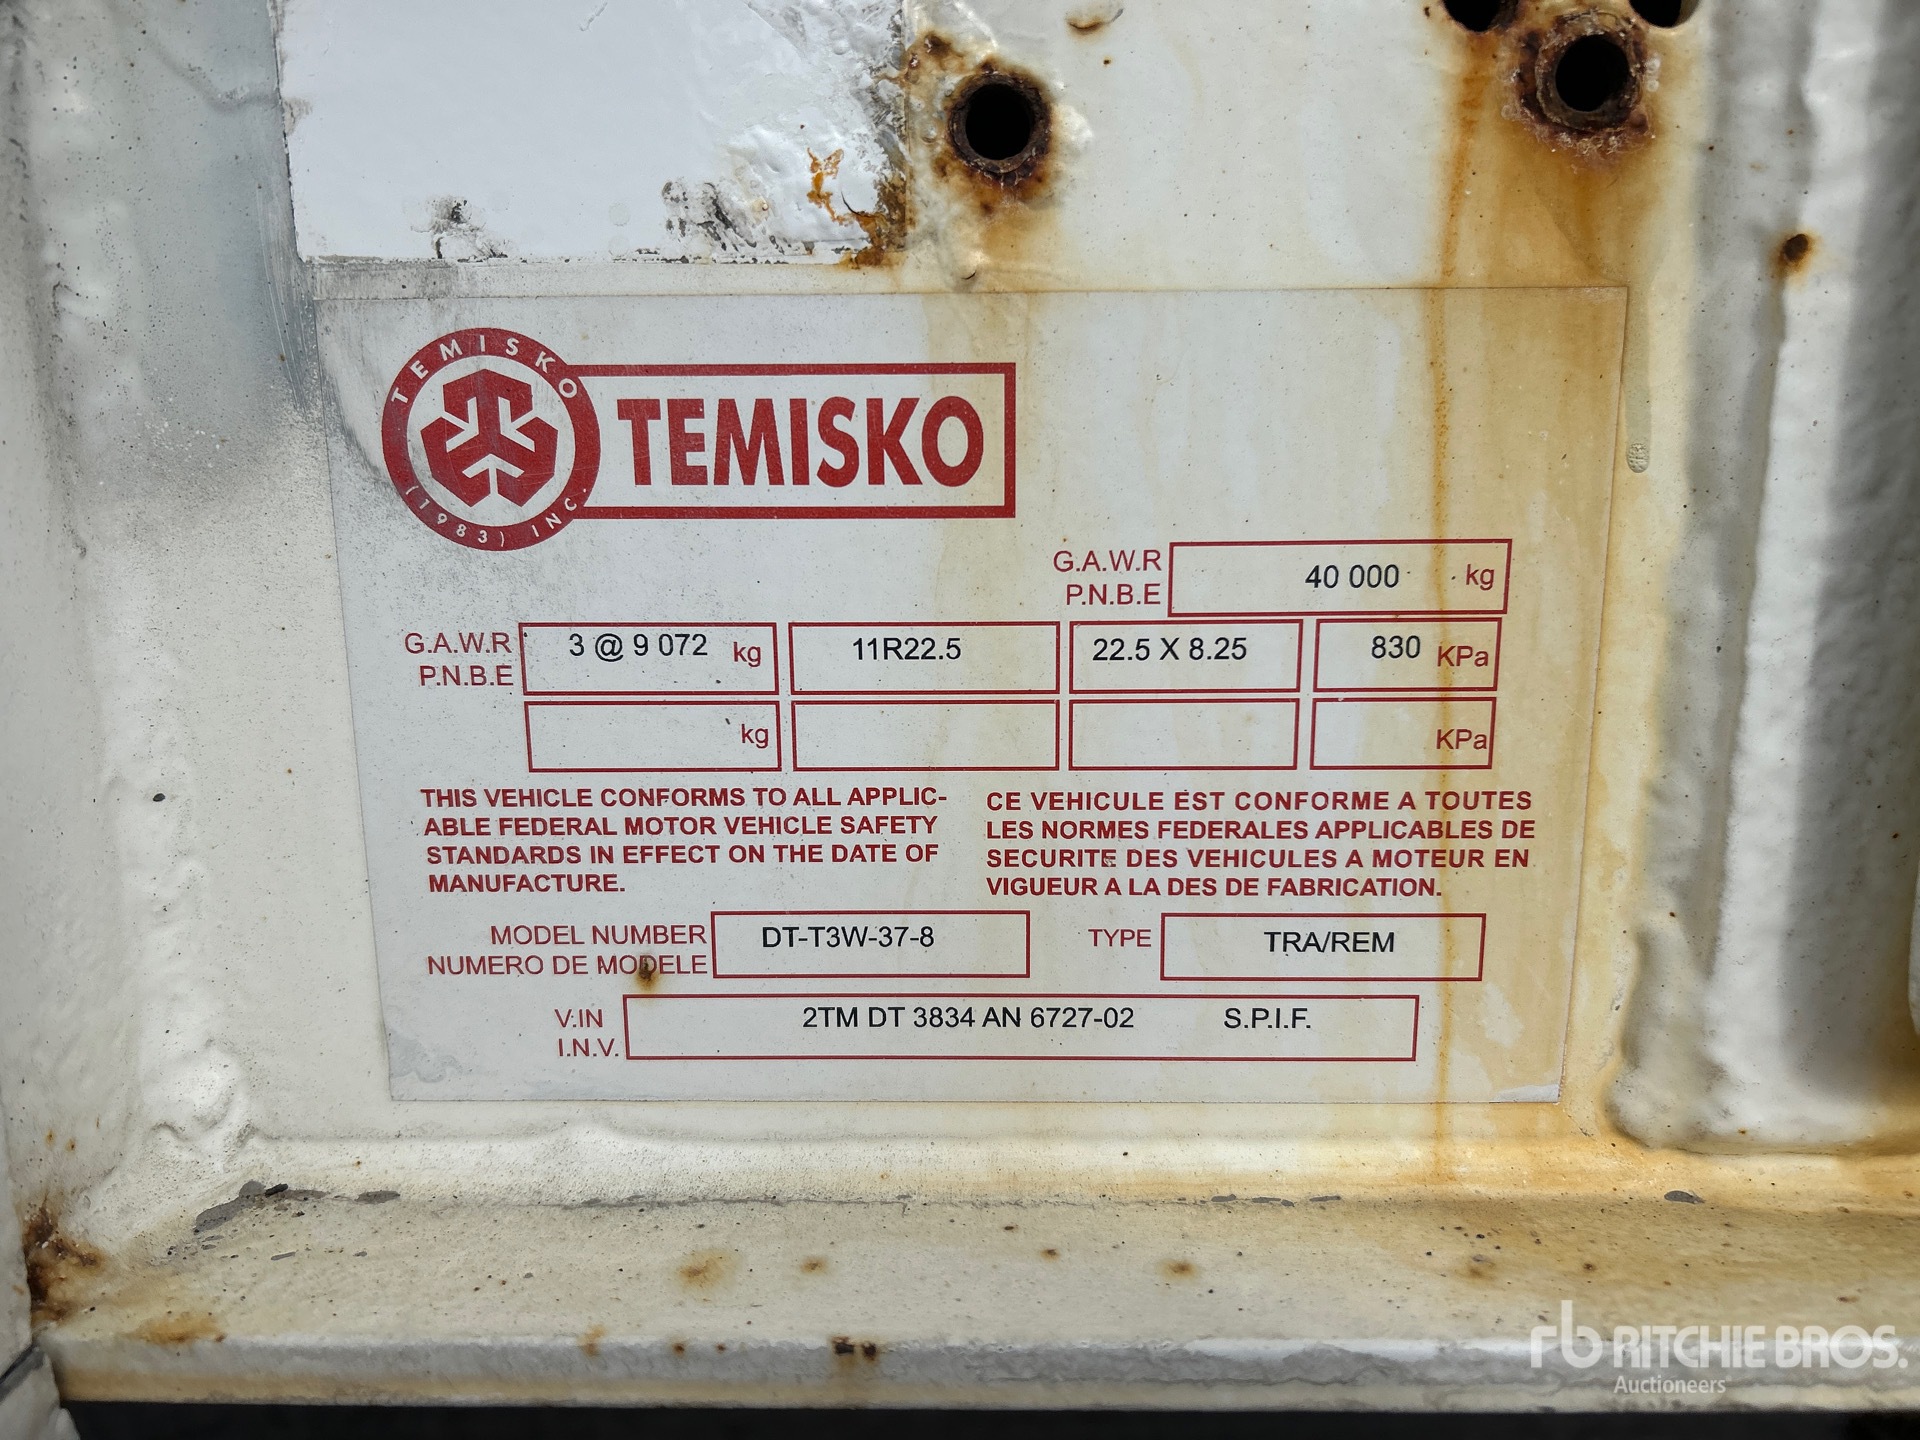 TEMISKO
(1983) INC.
TEMISKO
G.A.W.R
P.N.B.E
40 000 kg
G.A.W.R
P.N.B.E
3 @ 9 072 kg 11R22.5 22.5 X 8.25 830 KPa
kg KPa
THIS VEHICLE CONFORMS TO ALL APPLIC-
ABLE FEDERAL MOTOR VEHICLE SAFETY
STANDARDS IN EFFECT ON THE DATE OF
MANUFACTURE.
CE VEHICULE EST CONFORME A TOUTES
LES NORMES FEDERALES APPLICABLES DE
SECURITE DES VEHICULES A MOTEUR EN
VIGUEUR A LA DES DE FABRICATION.
MODEL NUMBER
NUMERO DE MODELE
DT-T3W-37-8
TYPE TRA/REM
V.IN
I.N.V.
2TM DT 3834 AN 6727-02 S.P.I.F.
rb RITCHIE BROS.
Auctioneers